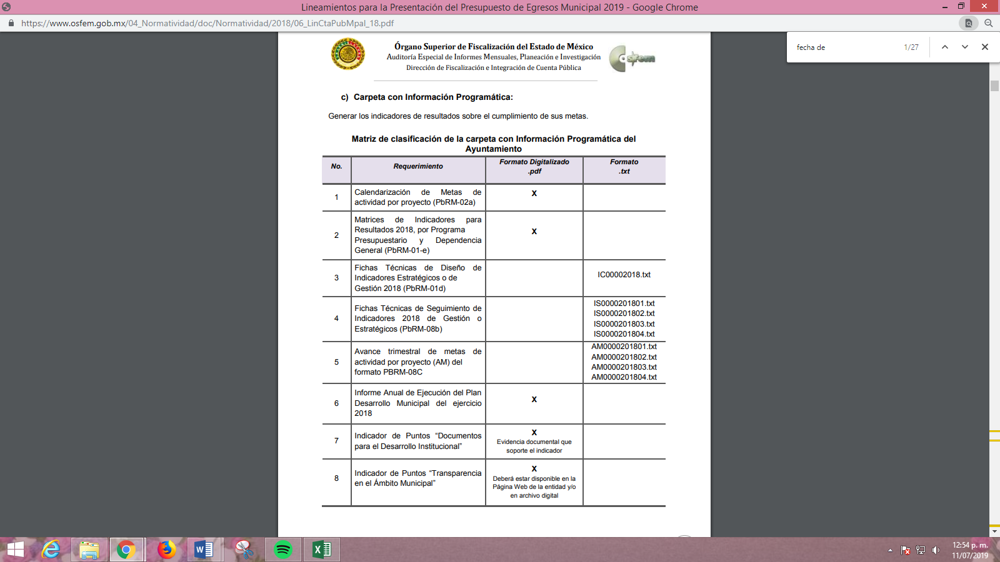 Lineamientos para la Presentación del Presupuesto de Egresos Municipal 2019 - Google Chrome
https://www.osfem.gob.mx/04_Normatividad/doc/Normatividad/2018/06_LinCtaPubMpal_18.pdf
fecha de 1/27
Órgano Superior de Fiscalización del Estado de México
Auditoría Especial de Informes Mensuales, Planeación e Investigación
Dirección de Fiscalización e Integración de Cuenta Pública
osfem
c) Carpeta con Información Programática:
Generar los indicadores de resultados sobre el cumplimiento de sus metas.
Matriz de clasificación de la carpeta con Información Programática del
Ayuntamiento
No. Requerimiento Formato Digitalizado .pdf Formato .txt
1 Calendarización de Metas de
actividad por proyecto (PbRM-02a)
X
2 Matrices de Indicadores para
Resultados 2018, por Programa
Presupuestario y Dependencia
General (PbRM-01-e)
X
3 Fichas Técnicas de Diseño de
Indicadores Estratégicos o de
Gestión 2018 (PbRM-01d)
IC00002018.txt
4 Fichas Técnicas de Seguimiento de
Indicadores 2018 de Gestión o
Estratégicos (PbRM-08b)
IS0000201801.txt
IS0000201802.txt
IS0000201803.txt
IS0000201804.txt
5 Avance trimestral de metas de
actividad por proyecto (AM) del
formato PBRM-08C
AM0000201801.txt
AM0000201802.txt
AM0000201803.txt
AM0000201804.txt
6 Informe Anual de Ejecución del Plan
Desarrollo Municipal del ejercicio
2018
X
7 Indicador de Puntos “Documentos
para el Desarrollo Institucional”
X
Evidencia documental que
soporte el indicador
8 Indicador de Puntos “Transparencia
en el Ámbito Municipal”
X
Deberá estar disponible en la
Página Web de la entidad y/o
en archivo digital
12:54 p. m.
11/07/2019